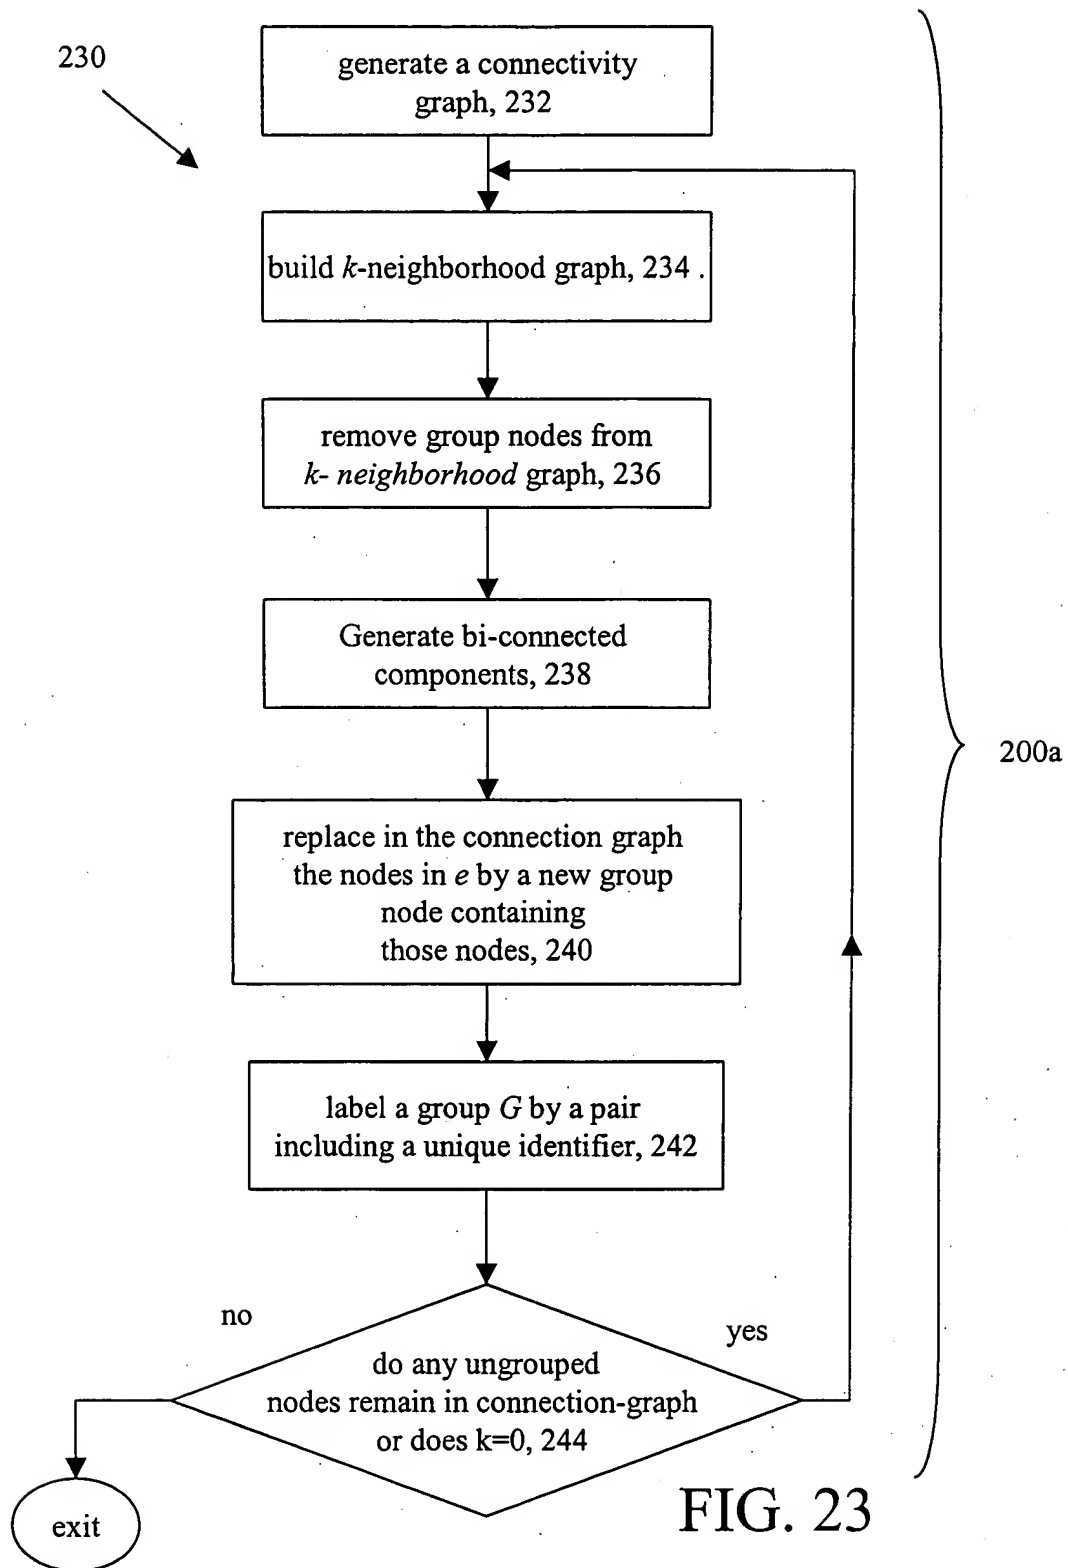 230
generate a connectivity
graph, 232
build k-neighborhood graph, 234 .
remove group nodes from
k- neighborhood graph, 236
Generate bi-connected
components, 238
200a
replace in the connection graph
the nodes in e by a new group
node containing
those nodes, 240
label a group G by a pair
including a unique identifier, 242
no
yes
do any ungrouped
nodes remain in connection-graph
or does k=0, 244
exit
FIG. 23